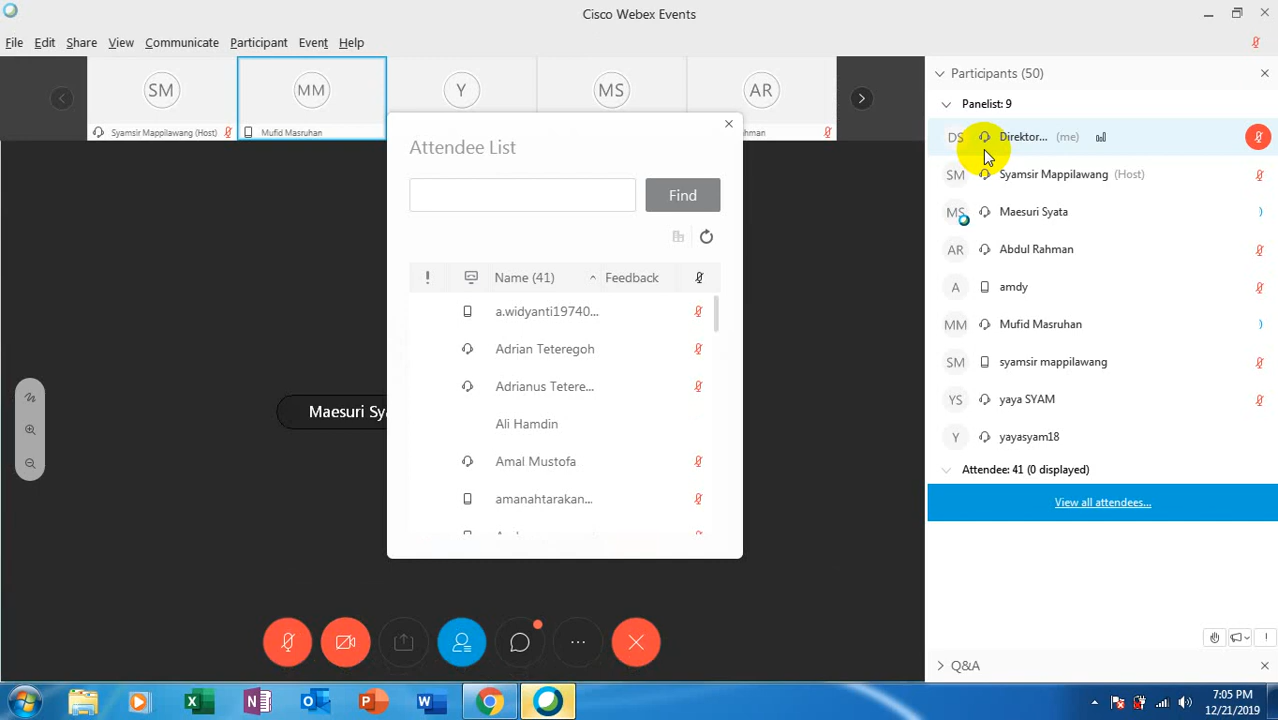 Cisco Webex Events
File Edit Share View Communicate Participant Event Help
SM
Syamsir Mappilawang (Host)
MM
Mufid Masruhan
Y
MS
AR
hman
Attendee List
Find
Name (41) Feedback
a.widyanti19740...
Adrian Teteregoh
Adrianus Tetere...
Ali Hamdin
Amal Mustofa
amanahtarakan...
Maesuri Sya
Participants (50)
Panelist: 9
DS Direktor... (me)
SM Syamsir Mappilawang (Host)
MS Maesuri Syata
AR Abdul Rahman
A amdy
MM Mufid Masruhan
SM syamsir mappilawang
YS yaya SYAM
Y yayasyam18
Attendee: 41 (0 displayed)
View all attendees...
Q&A
7:05 PM
12/21/2019